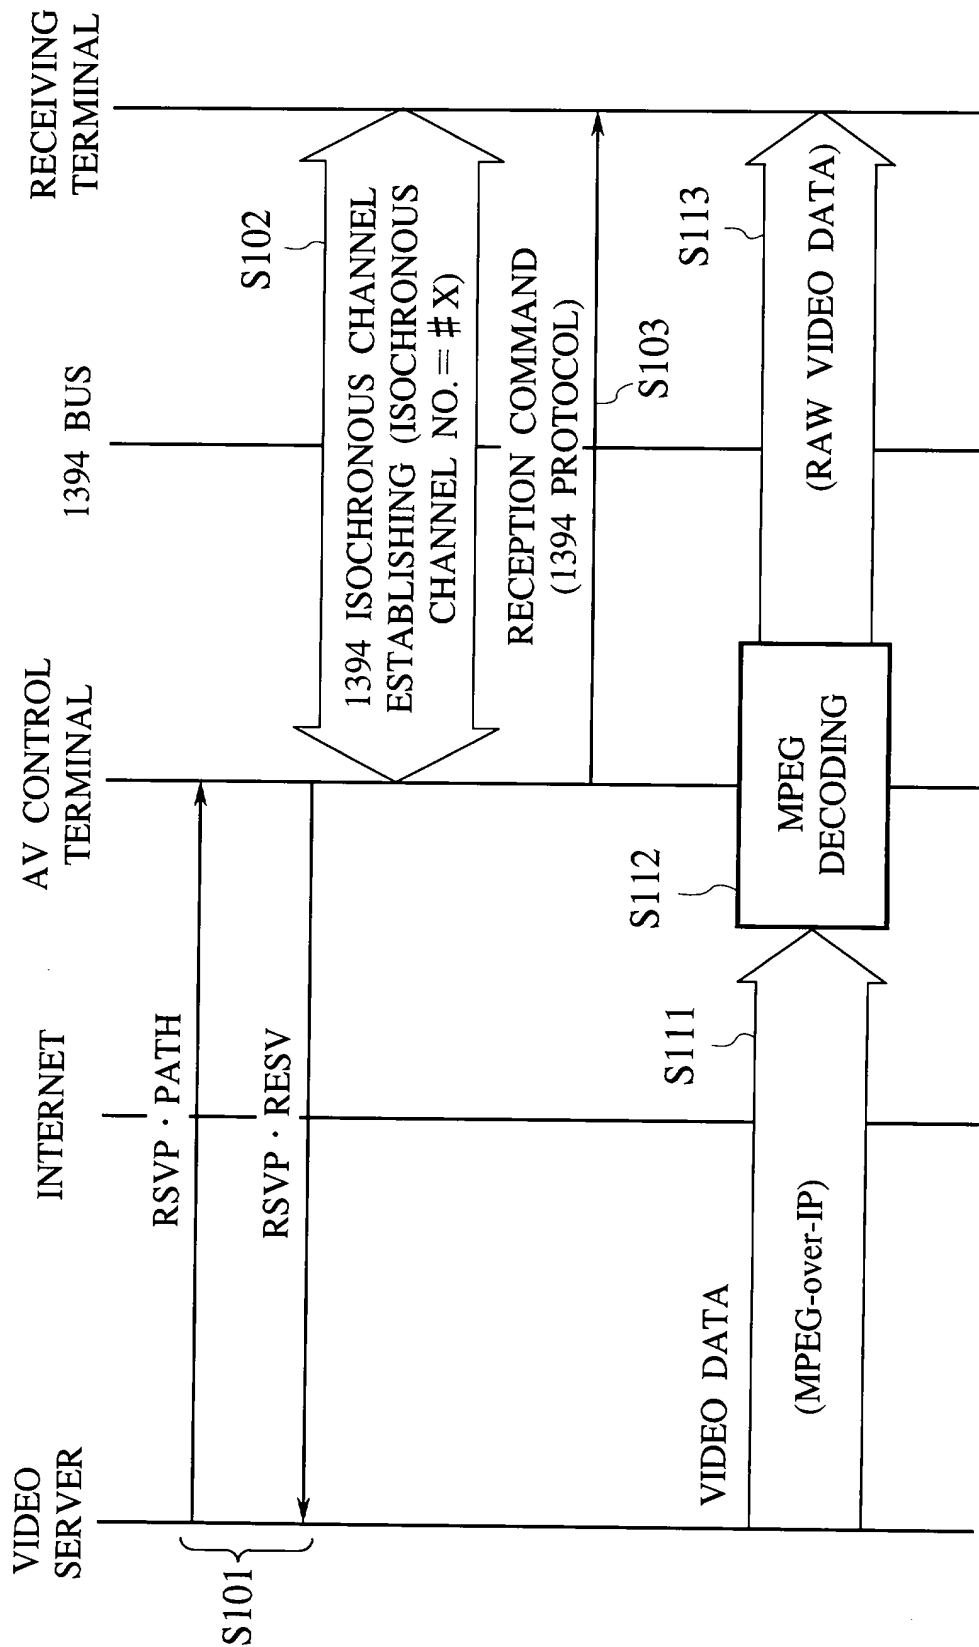 VIDEO
SERVER
INTERNET
AV CONTROL
TERMINAL
1394 BUS
RECEIVING
TERMINAL
S101
RSVP · PATH
RSVP · RESV
S102
1394 ISOCHRONOUS CHANNEL
ESTABLISHING (ISOCHRONOUS
CHANNEL NO. = # X)
RECEPTION COMMAND
(1394 PROTOCOL)
S103
VIDEO DATA
S111
(MPEG-over-IP)
S112
MPEG
DECODING
S113
(RAW VIDEO DATA)